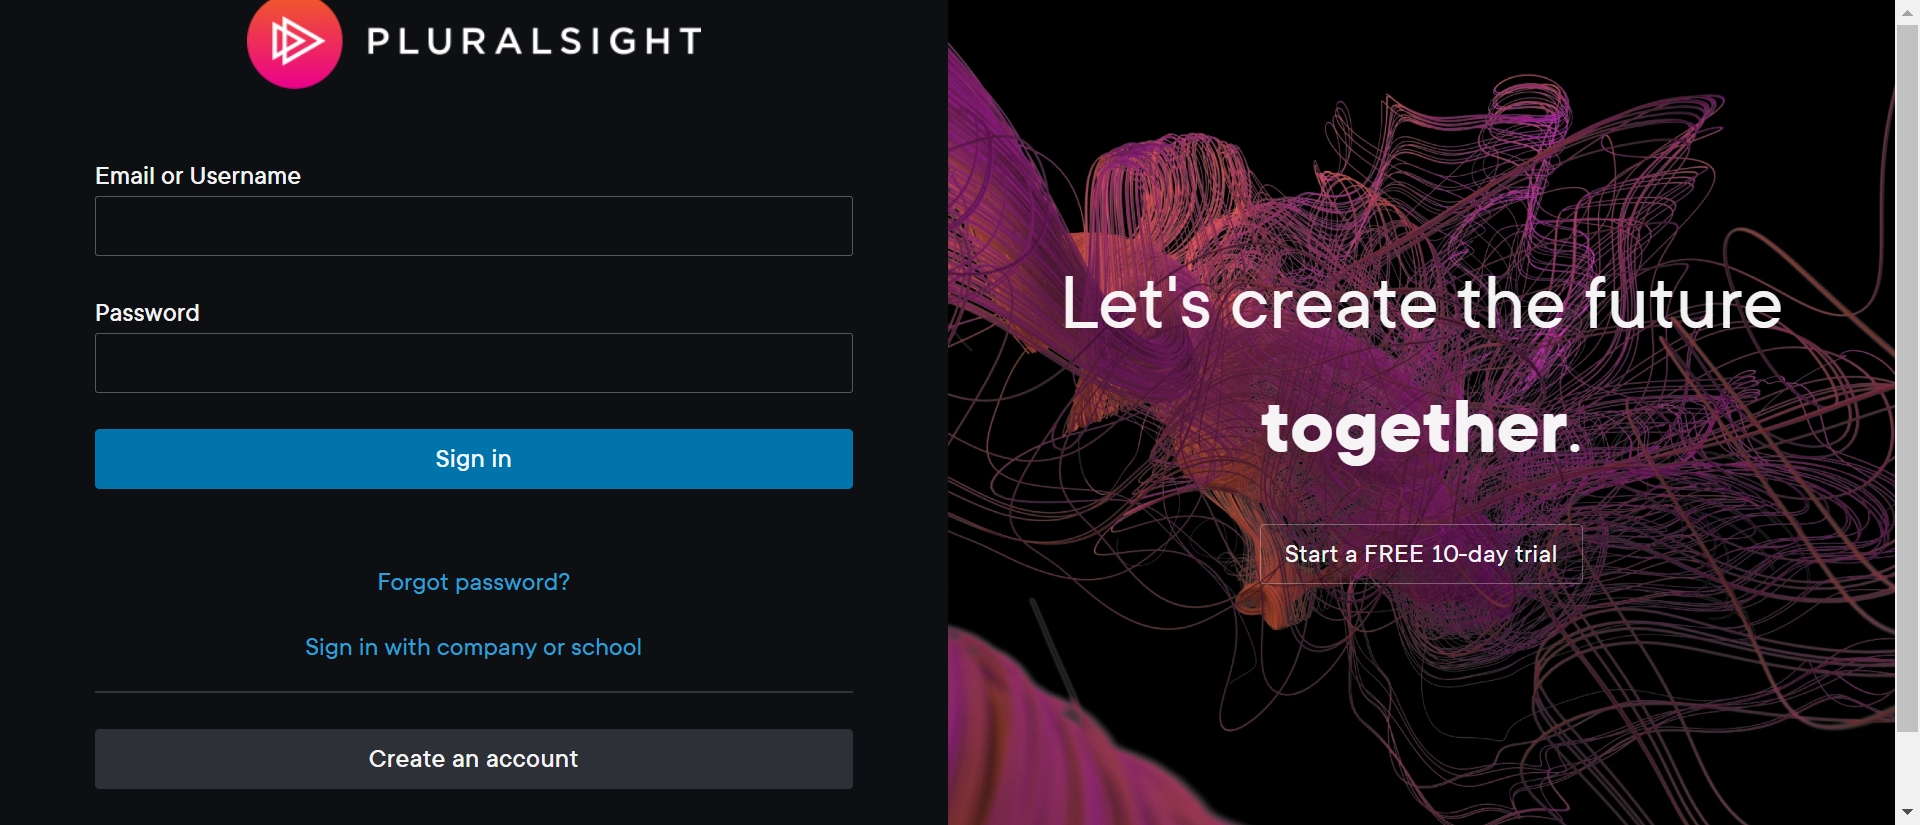 PLURALSIGHT
Email or Username
Password
Sign in
Forgot password?
Sign in with company or school
Create an account
Let's create the future
together.
Start a FREE 10-day trial